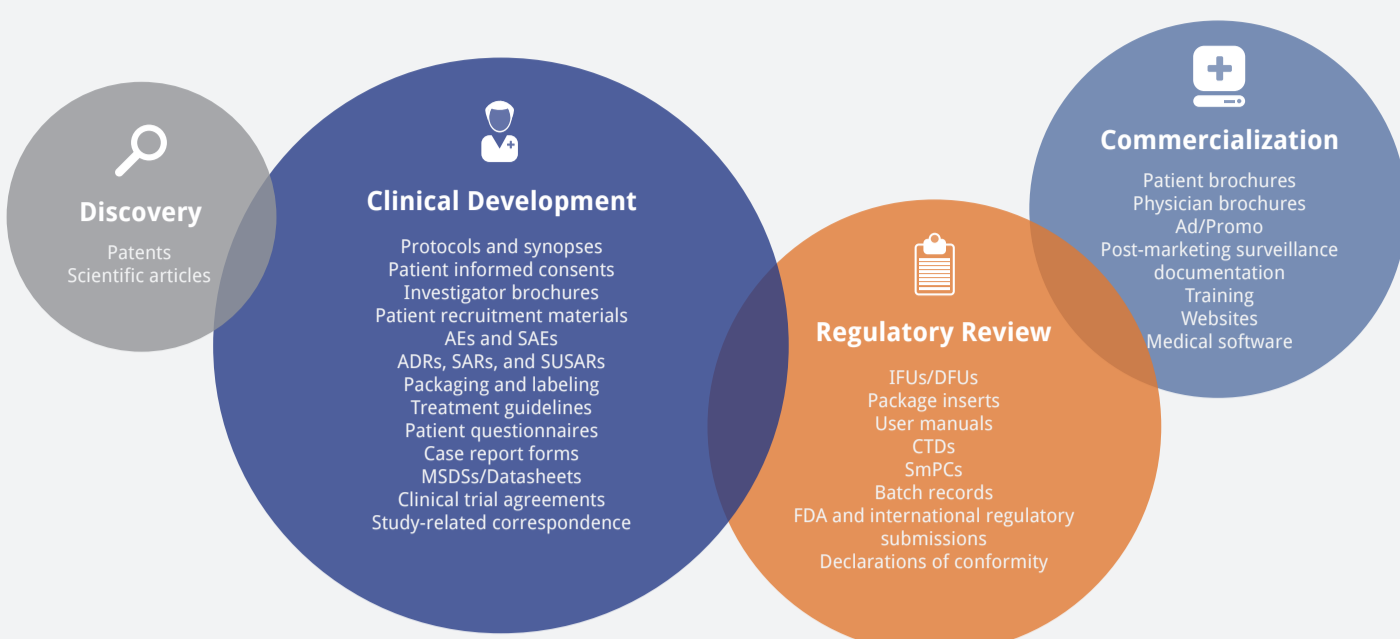 Discovery
Patents
Scientific articles
Clinical Development
Protocols and synopses
Patient informed consents
Investigator brochures
Patient recruitment materials
AEs and SAEs
ADRs, SARs, and SUSARs
Packaging and labeling
Treatment guidelines
Patient questionnaires
Case report forms
MSDSs/Datasheets
Clinical trial agreements
Study-related correspondence
Regulatory Review
IFUs/DFUs
Package inserts
User manuals
CTDs
SmPCs
Batch records
FDA and international regulatory
submissions
Declarations of conformity
Commercialization
Patient brochures
Physician brochures
Ad/Promo
Post-marketing surveillance
documentation
Training
Websites
Medical software